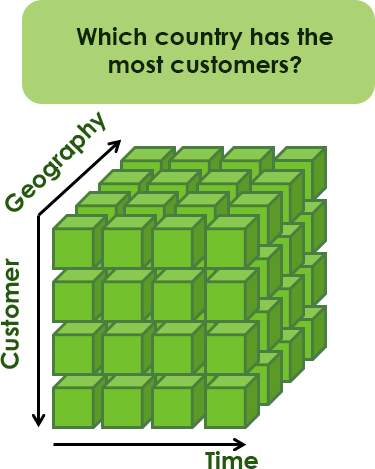 Which country has the
most customers?
Geography
Customer
Time